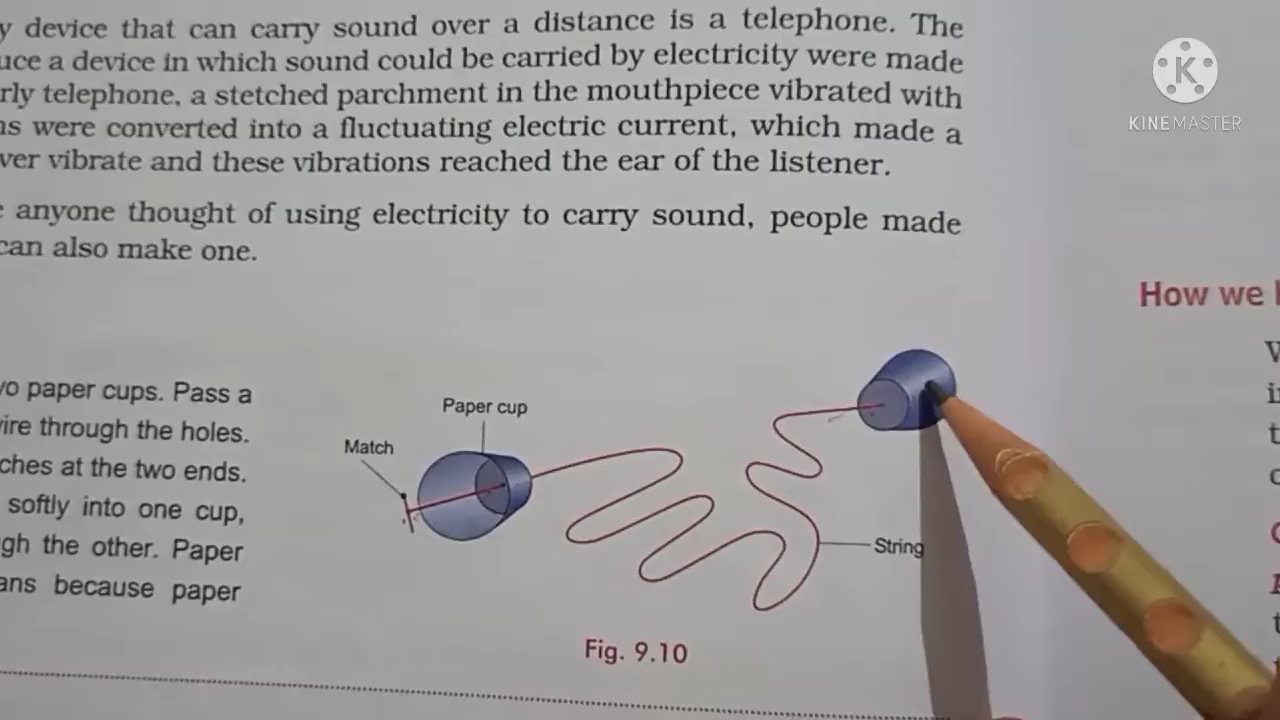 y device that can carry sound over a distance is a telephone. The
uce a device in which sound could be carried by electricity were made
rly telephone, a stetched parchment in the mouthpiece vibrated with
ns were converted into a fluctuating electric current, which made a
ver vibrate and these vibrations reached the ear of the listener.
e anyone thought of using electricity to carry sound, people made
can also make one.
wo paper cups. Pass a
wire through the holes.
ches at the two ends.
softly into one cup,
gh the other. Paper
ans because paper
Paper cup
Match
String
Fig. 9.10
How we
K
KINEMASTER